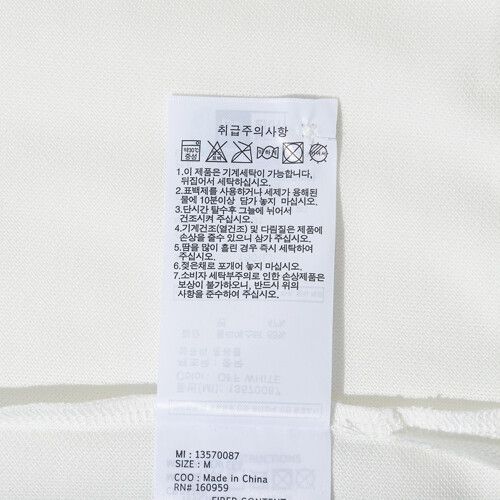 취급주의사항
약30℃
중성
1.이 제품은 기계세탁이 가능합니다,
뒤집어서 세탁하십시오.
2.표백제를 사용하거나 세제가 용해된
물에 10분이상 담가 놓지 마십시오.
3.단시간 탈수후 그늘에 뉘어서
건조시켜 주십시오.
4.기계건조(열건조) 및 다림질은 제품에
손상을 줄수 있으니 삼가 주십시오.
5.땀을 많이 흘린 경우 즉시 세탁하여
주십시오.
6.젖은채로 포개어 놓지 마십시오.
7.소비자 세탁부주의로 인한 손상제품은
보상이 불가하오니, 반드시 위의
사항을 준수하여 주십시오.
MI : 13570087
SIZE : M
COO : Made in China
RN# 160959
FIBER CONTENT